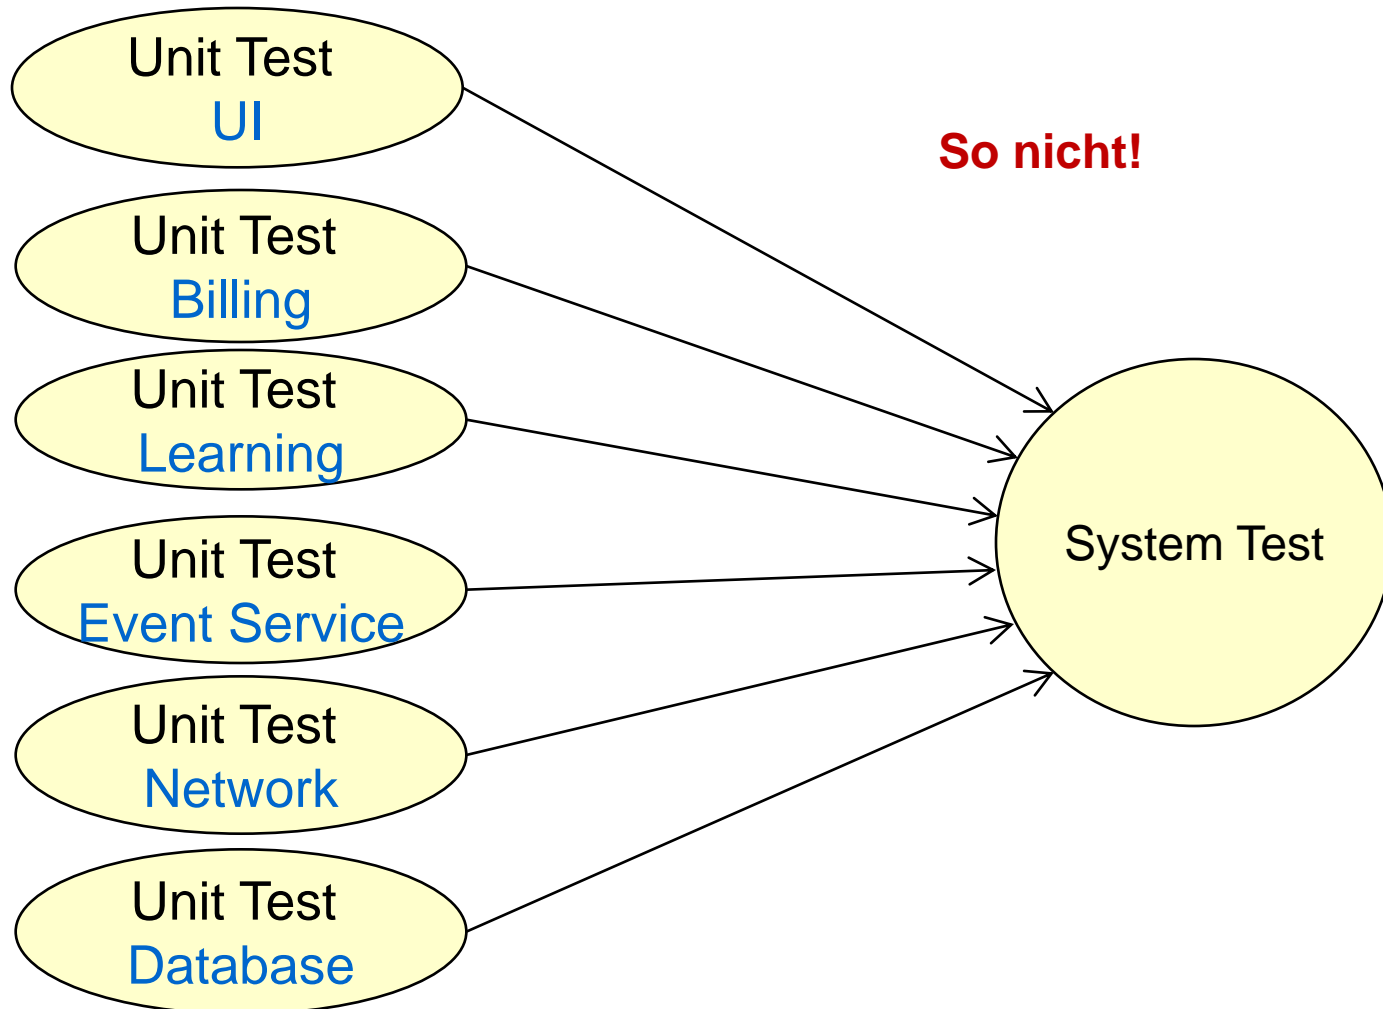 Unit Test
UI
So nicht!
Unit Test
Billing
Unit Test
Learning
System Test
Unit Test
Event Service
Unit Test
Network
Unit Test
Database